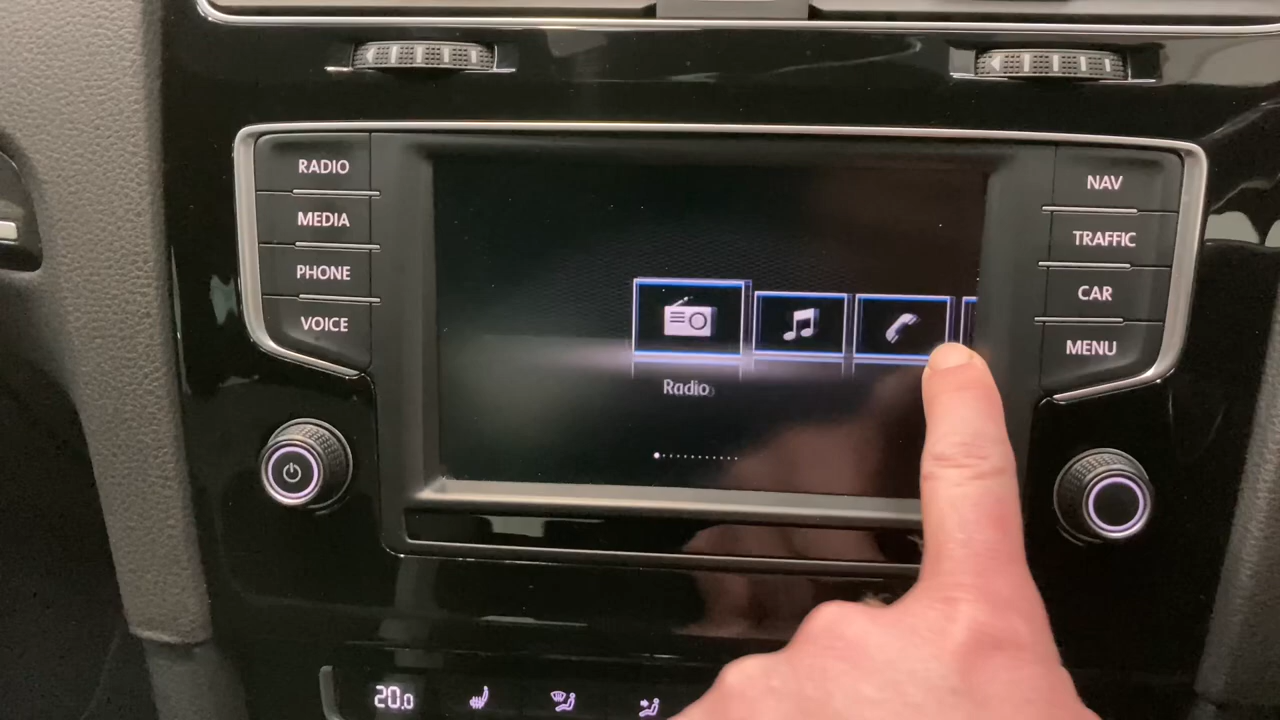 RADIO
MEDIA
PHONE
VOICE
NAV
TRAFFIC
CAR
MENU
Radio
20.0